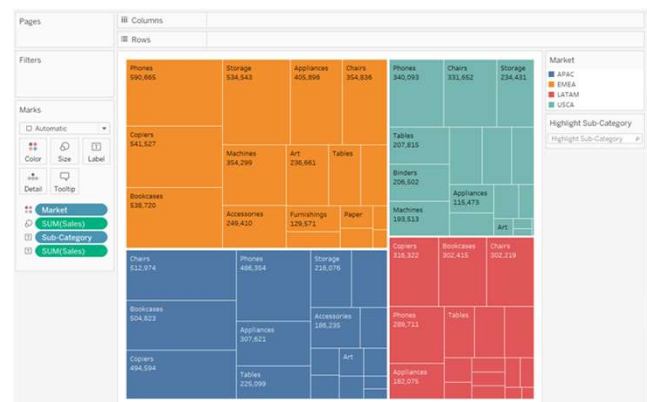 Pages
Columns
Rows
Filters
Marks
Automatic
Color
Size
Label
Detail
Tooltip
Market
SUM(Sales)
Sub-Category
SUM(Sales)
Phones
590,665
Storage
534,543
Appliances
405,896
Chairs
354,836
Copiers
541,527
Machines
354,299
Art
236,661
Tables
Bookcases
538,720
Accessories
249,410
Furnishings
129,571
Paper
Phones
340,093
Chairs
331,652
Storage
234,431
Tables
207,815
Binders
206,502
Appliances
115,473
Machines
193,513
Art
Chairs
512,974
Phones
486,354
Storage
216,076
Bookcases
504,823
Accessories
186,235
Appliances
307,621
Copiers
494,594
Art
Tables
225,099
Copiers
316,322
Bookcases
302,415
Chairs
302,219
Phones
289,711
Tables
Appliances
182,075
Market
APAC
EMEA
LATAM
USCA
Highlight Sub-Category
Highlight Sub-Category